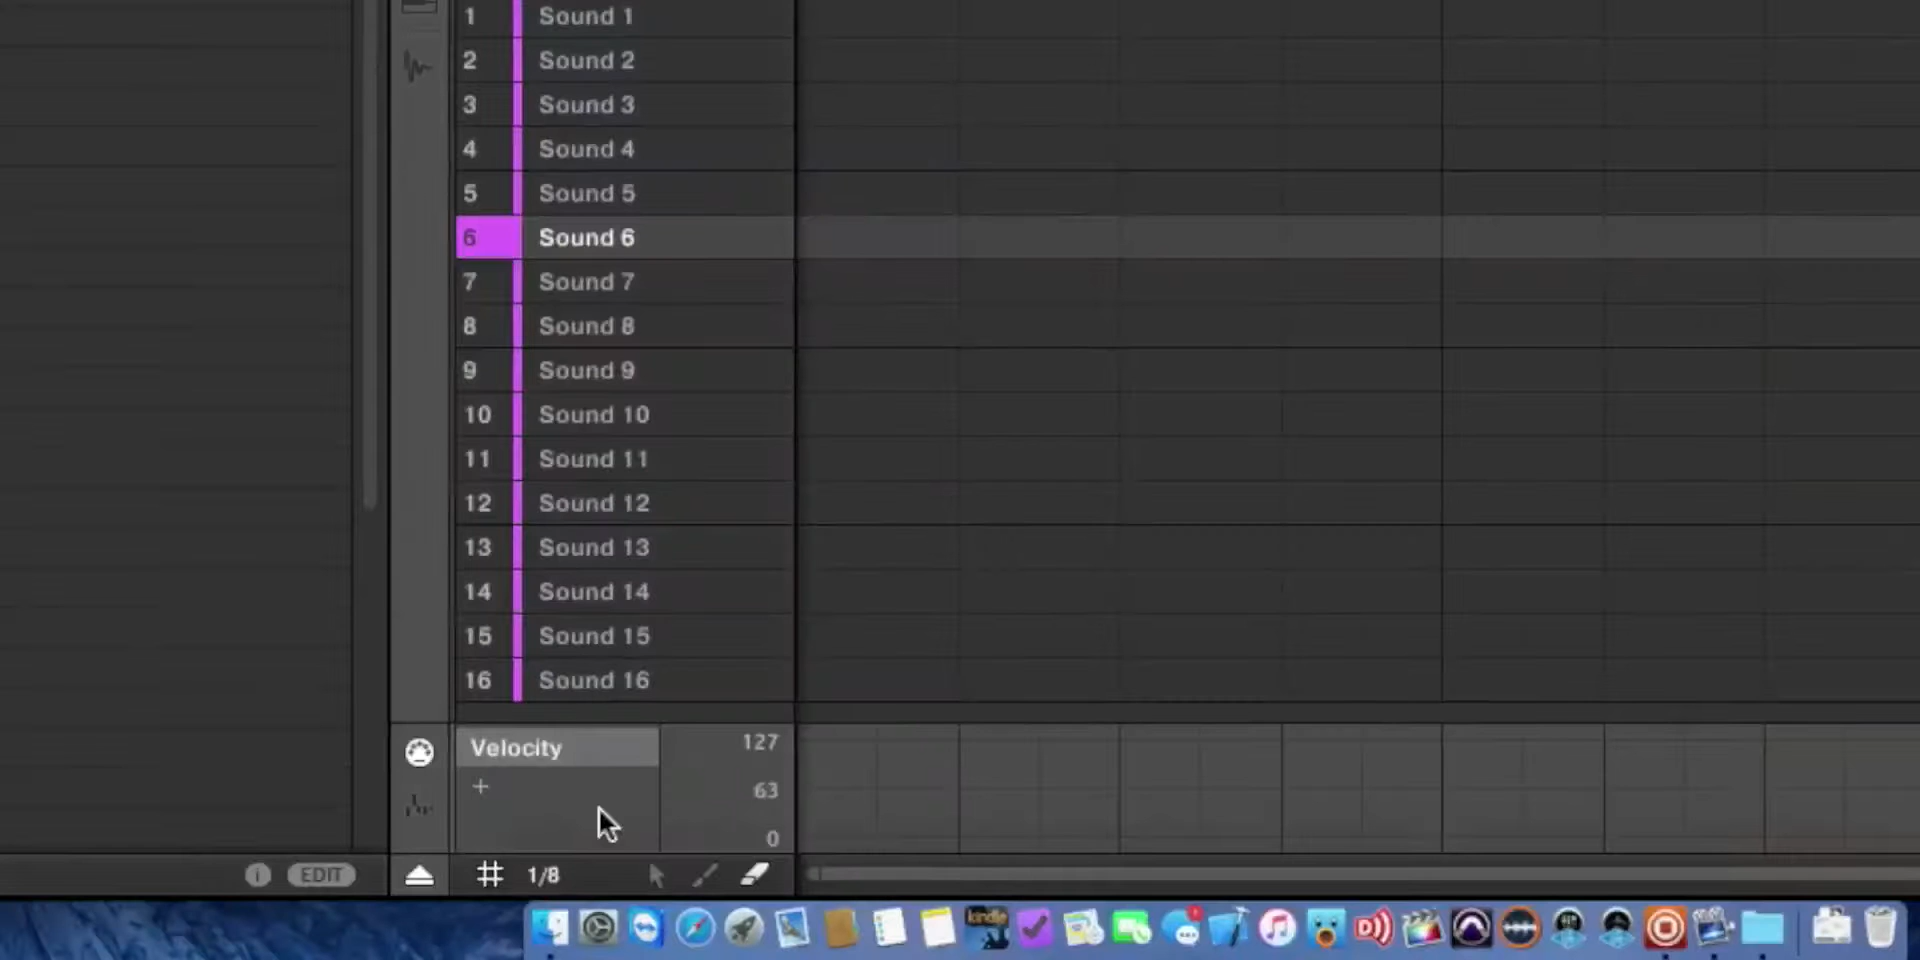 1 Sound 1
2 Sound 2
3 Sound 3
4 Sound 4
5 Sound 5
6 Sound 6
7 Sound 7
8 Sound 8
9 Sound 9
10 Sound 10
11 Sound 11
12 Sound 12
13 Sound 13
14 Sound 14
15 Sound 15
16 Sound 16
Velocity 127
+ 63
0
i EDIT 1/8
kindle
D))